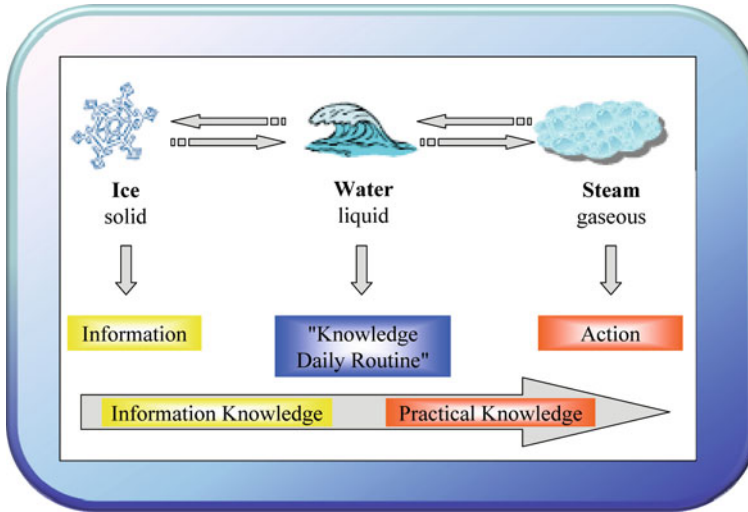 Ice
solid
Water
liquid
Steam
gaseous
Information
"Knowledge
Daily Routine"
Action
Information Knowledge
Practical Knowledge